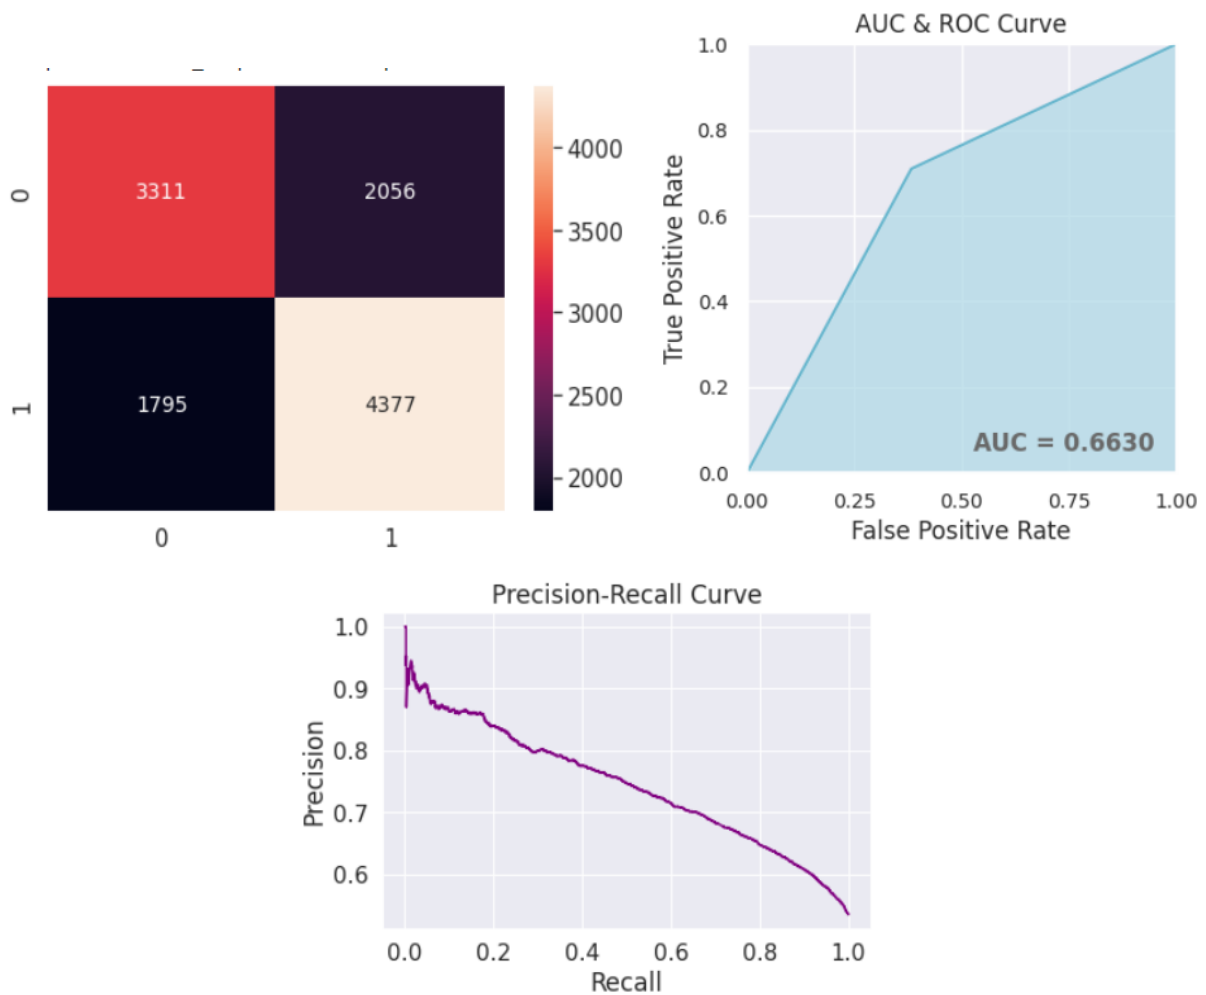 0
3311 2056
1
1795 4377
0 1
4000
3500
3000
2500
2000
AUC & ROC Curve
True Positive Rate
1.0
0.8
0.6
0.4
0.2
0.0
AUC = 0.6630
0.00 0.25 0.50 0.75 1.00
False Positive Rate
Precision-Recall Curve
Precision
1.0
0.9
0.8
0.7
0.6
0.0 0.2 0.4 0.6 0.8 1.0
Recall